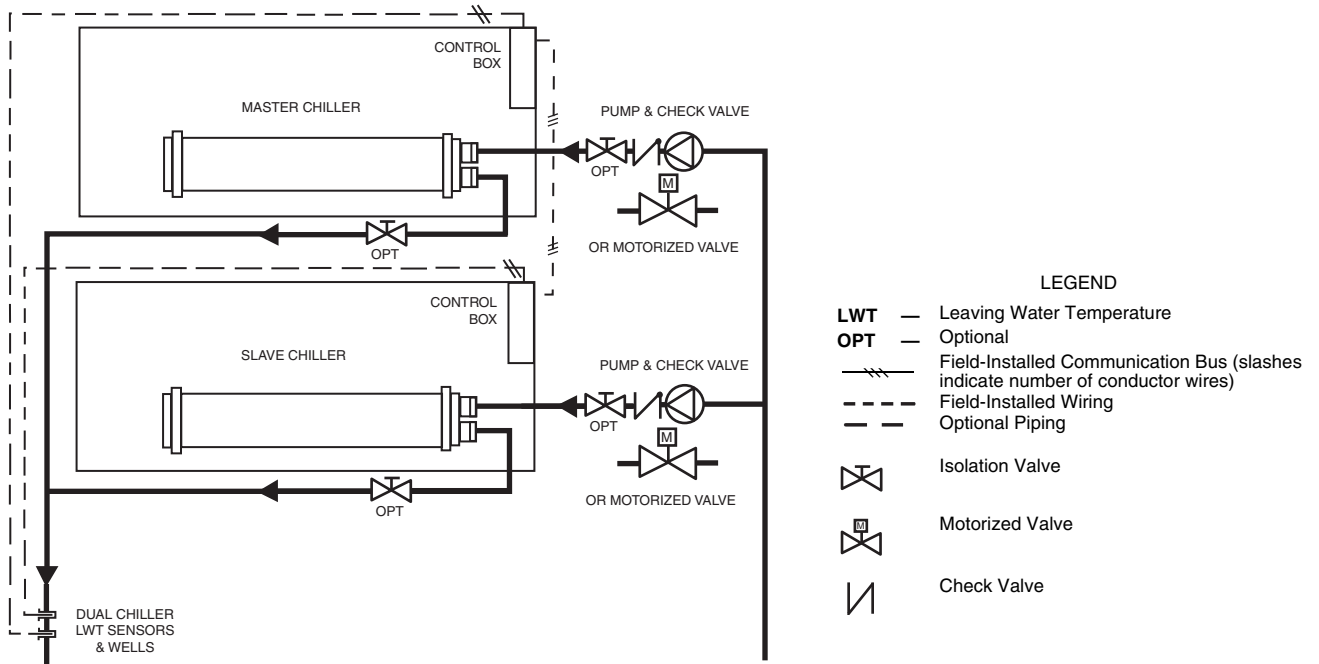 CONTROL
BOX
MASTER CHILLER
PUMP & CHECK VALVE
OPT
M
OR MOTORIZED VALVE
OPT
CONTROL
BOX
SLAVE CHILLER
PUMP & CHECK VALVE
OPT
M
OR MOTORIZED VALVE
OPT
DUAL CHILLER
LWT SENSORS
& WELLS
LEGEND
LWT — Leaving Water Temperature
OPT — Optional
Field-Installed Communication Bus (slashes
indicate number of conductor wires)
Field-Installed Wiring
Optional Piping
Isolation Valve
M
Motorized Valve
Check Valve